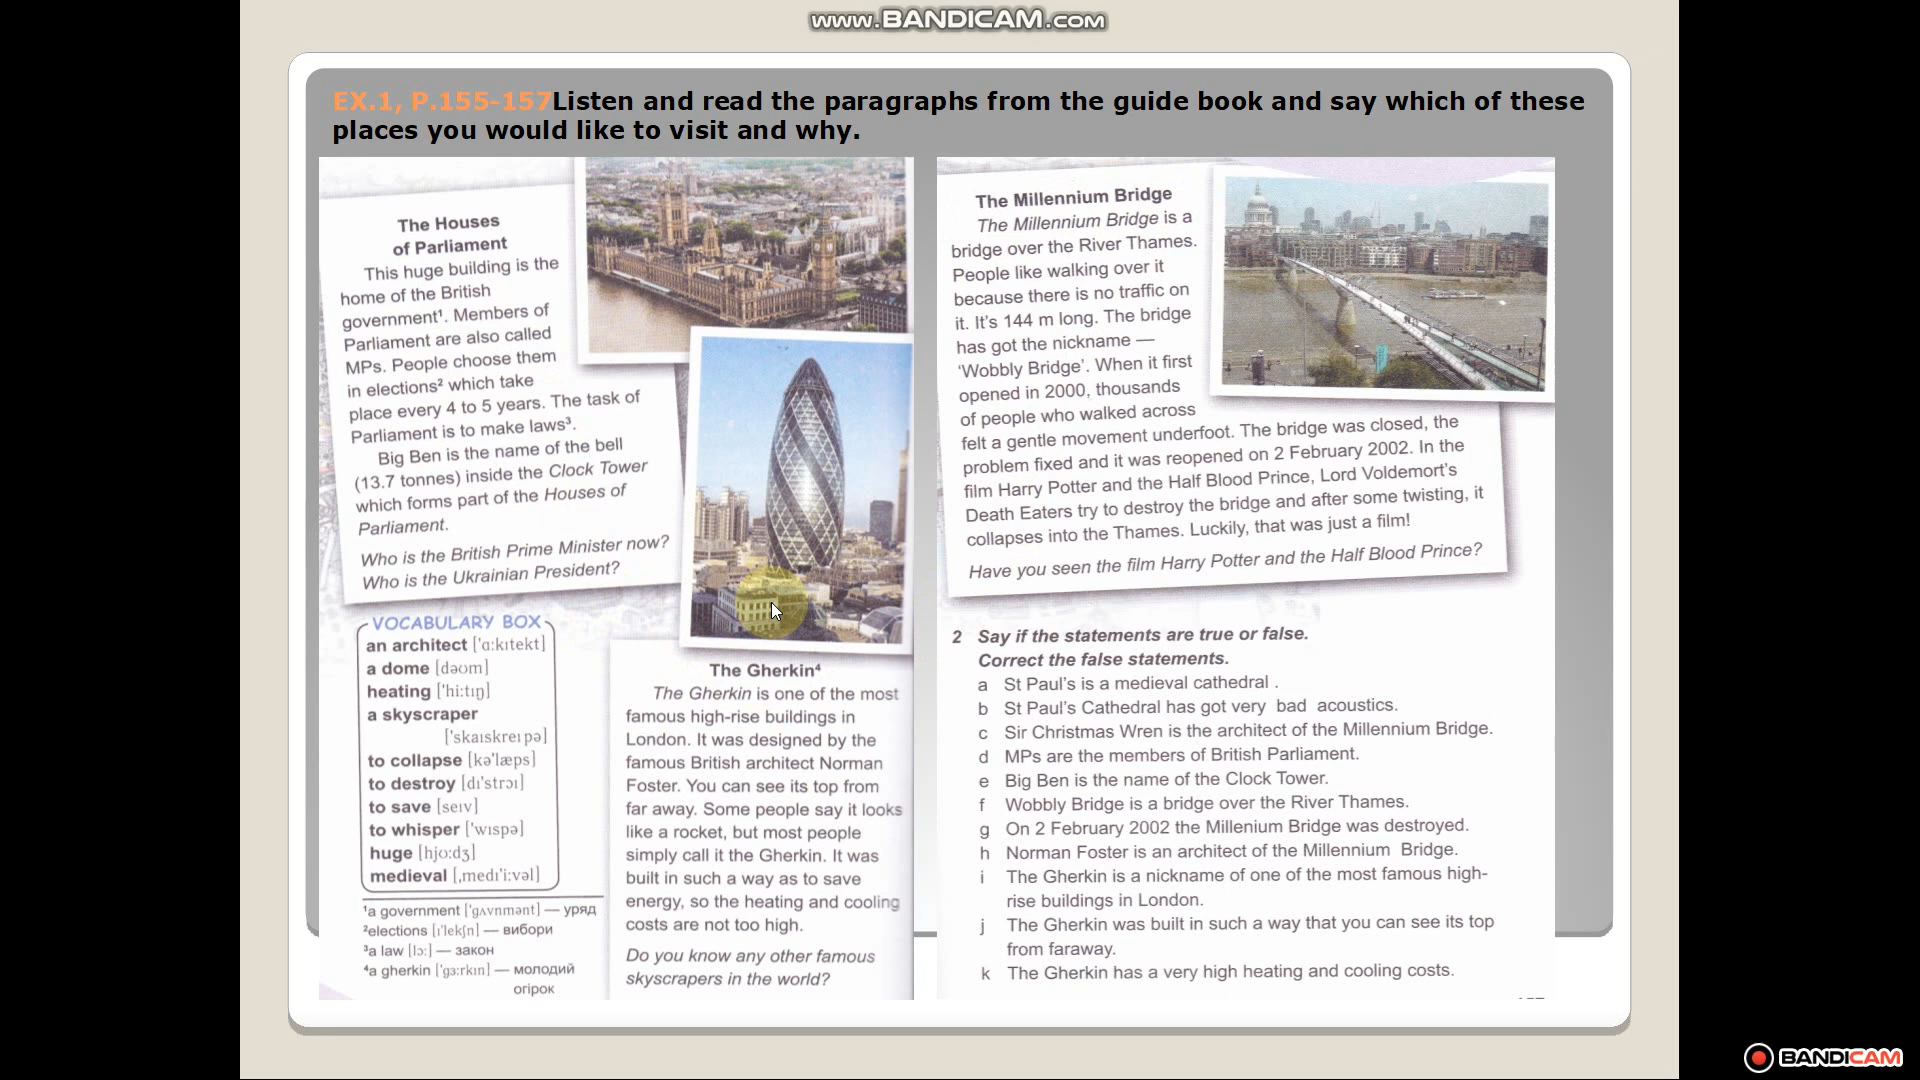 www.BANDICAM.com
EX.1, P.155-157Listen and read the paragraphs from the guide book and say which of these
places you would like to visit and why.
The Houses
of Parliament
This huge building is the
home of the British
government¹. Members of
Parliament are also called
MPs. People choose them
in elections² which take
place every 4 to 5 years. The task of
Parliament is to make laws³.
Big Ben is the name of the bell
(13.7 tonnes) inside the Clock Tower
which forms part of the Houses of
Parliament.
Who is the British Prime Minister now?
Who is the Ukrainian President?
VOCABULARY BOX
an architect ['ɑ:kɪtekt]
a dome [dəʊm]
heating ['hi:tɪŋ]
a skyscraper
['skaɪskreɪpə]
to collapse [kə'læps]
to destroy [dɪ'strɔɪ]
to save [seɪv]
to whisper ['wɪspə]
huge [hjʊ:dʒ]
medieval [,medɪ'i:vəl]
¹a government ['gʌvnmənt] — уряд
²elections [ɪ'lekʃn] — вибори
³a law [lɔ:] — закон
⁴a gherkin ['gɜ:rkɪn] — молодий
огірок
The Gherkin⁴
The Gherkin is one of the most
famous high-rise buildings in
London. It was designed by the
famous British architect Norman
Foster. You can see its top from
far away. Some people say it looks
like a rocket, but most people
simply call it the Gherkin. It was
built in such a way as to save
energy, so the heating and cooling
costs are not too high.
Do you know any other famous
skyscrapers in the world?
The Millennium Bridge
The Millennium Bridge is a
bridge over the River Thames.
People like walking over it
because there is no traffic on
it. It's 144 m long. The bridge
has got the nickname —
'Wobbly Bridge'. When it first
opened in 2000, thousands
of people who walked across
felt a gentle movement underfoot. The bridge was closed, the
problem fixed and it was reopened on 2 February 2002. In the
film Harry Potter and the Half Blood Prince, Lord Voldemort's
Death Eaters try to destroy the bridge and after some twisting, it
collapses into the Thames. Luckily, that was just a film!
Have you seen the film Harry Potter and the Half Blood Prince?
2 Say if the statements are true or false.
Correct the false statements.
a St Paul's is a medieval cathedral .
b St Paul's Cathedral has got very bad acoustics.
c Sir Christmas Wren is the architect of the Millennium Bridge.
d MPs are the members of British Parliament.
e Big Ben is the name of the Clock Tower.
f Wobbly Bridge is a bridge over the River Thames.
g On 2 February 2002 the Millenium Bridge was destroyed.
h Norman Foster is an architect of the Millennium Bridge.
i The Gherkin is a nickname of one of the most famous high-
rise buildings in London.
j The Gherkin was built in such a way that you can see its top
from faraway.
k The Gherkin has a very high heating and cooling costs.
BANDICAM